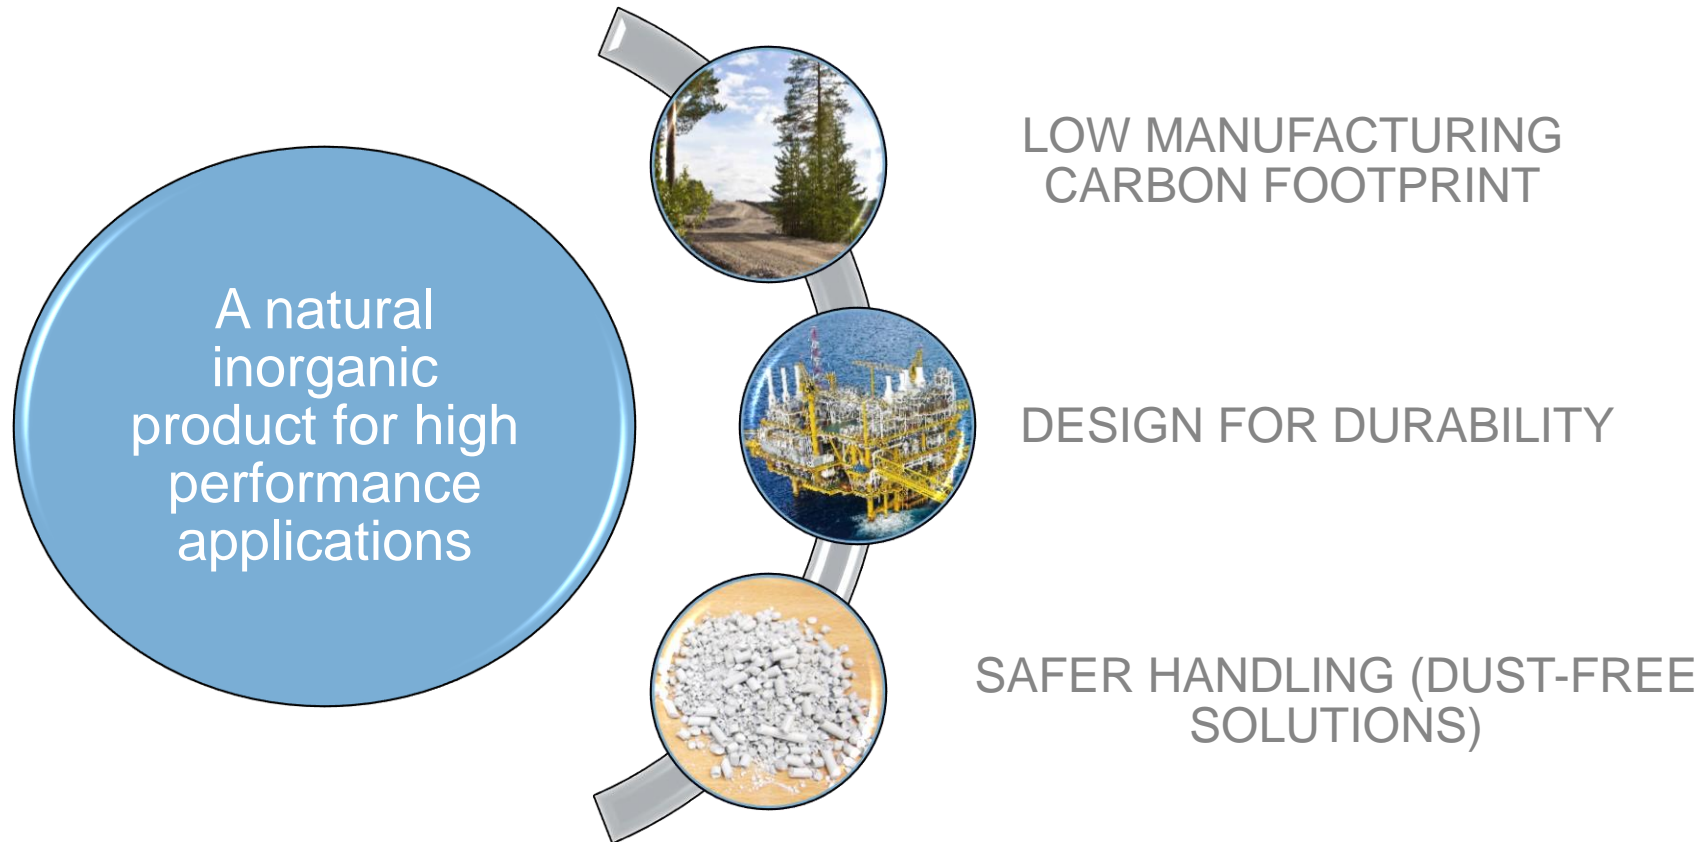 A natural
inorganic
product for high
performance
applications
LOW MANUFACTURING
CARBON FOOTPRINT
DESIGN FOR DURABILITY
SAFER HANDLING (DUST-FREE
SOLUTIONS)